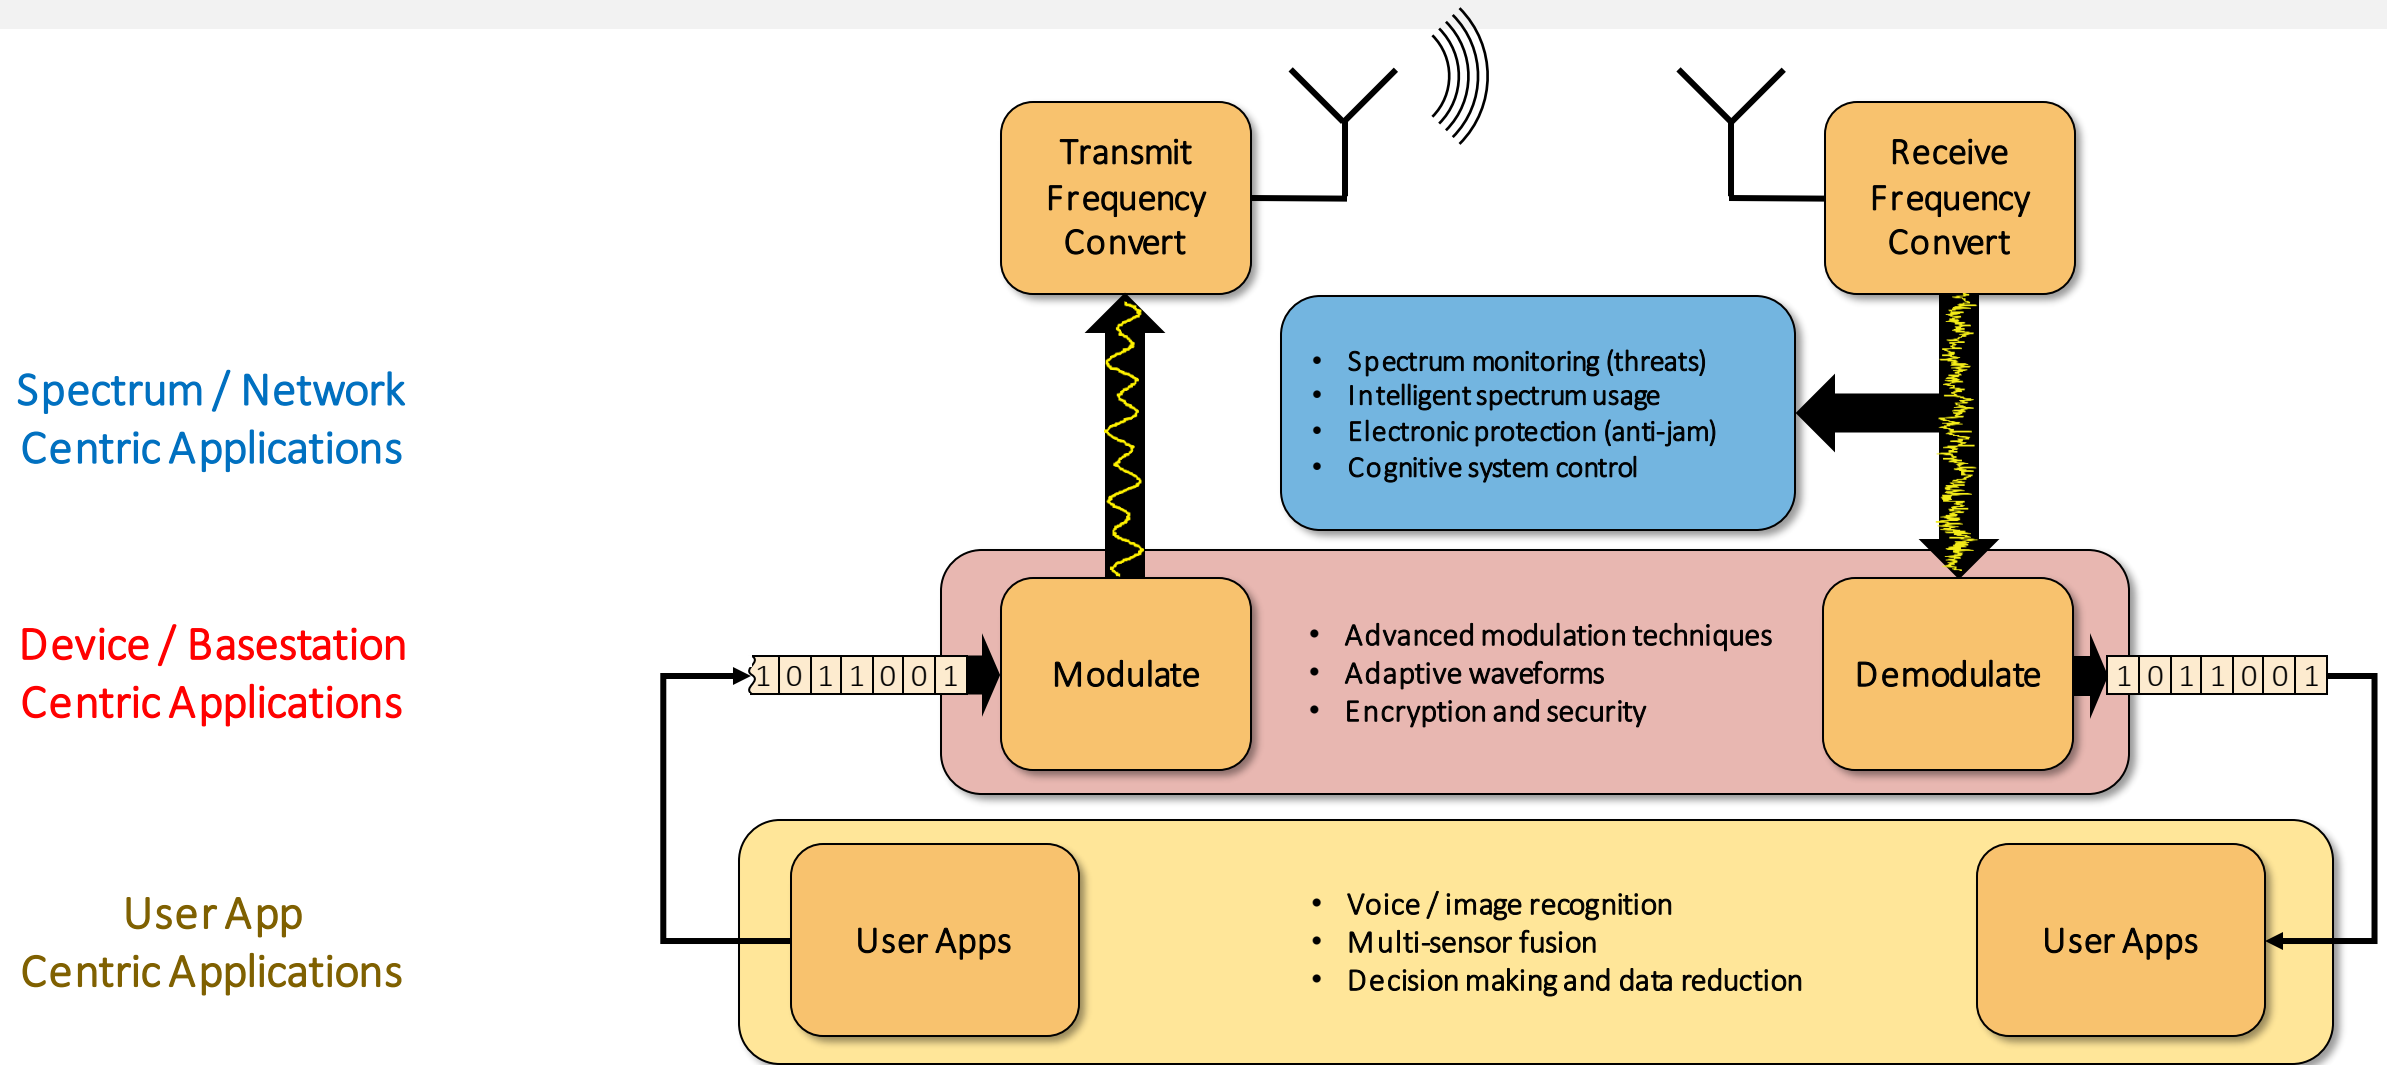 Transmit
Frequency
Convert
Receive
Frequency
Convert
Spectrum / Network
Centric Applications
• Spectrum monitoring (threats)
• Intelligent spectrum usage
• Electronic protection (anti-jam)
• Cognitive system control
Device / Basestation
Centric Applications
1 0 1 1 0 0 1
Modulate
• Advanced modulation techniques
• Adaptive waveforms
• Encryption and security
Demodulate
1 0 1 1 0 0 1
User App
Centric Applications
User Apps
• Voice / image recognition
• Multi-sensor fusion
• Decision making and data reduction
User Apps